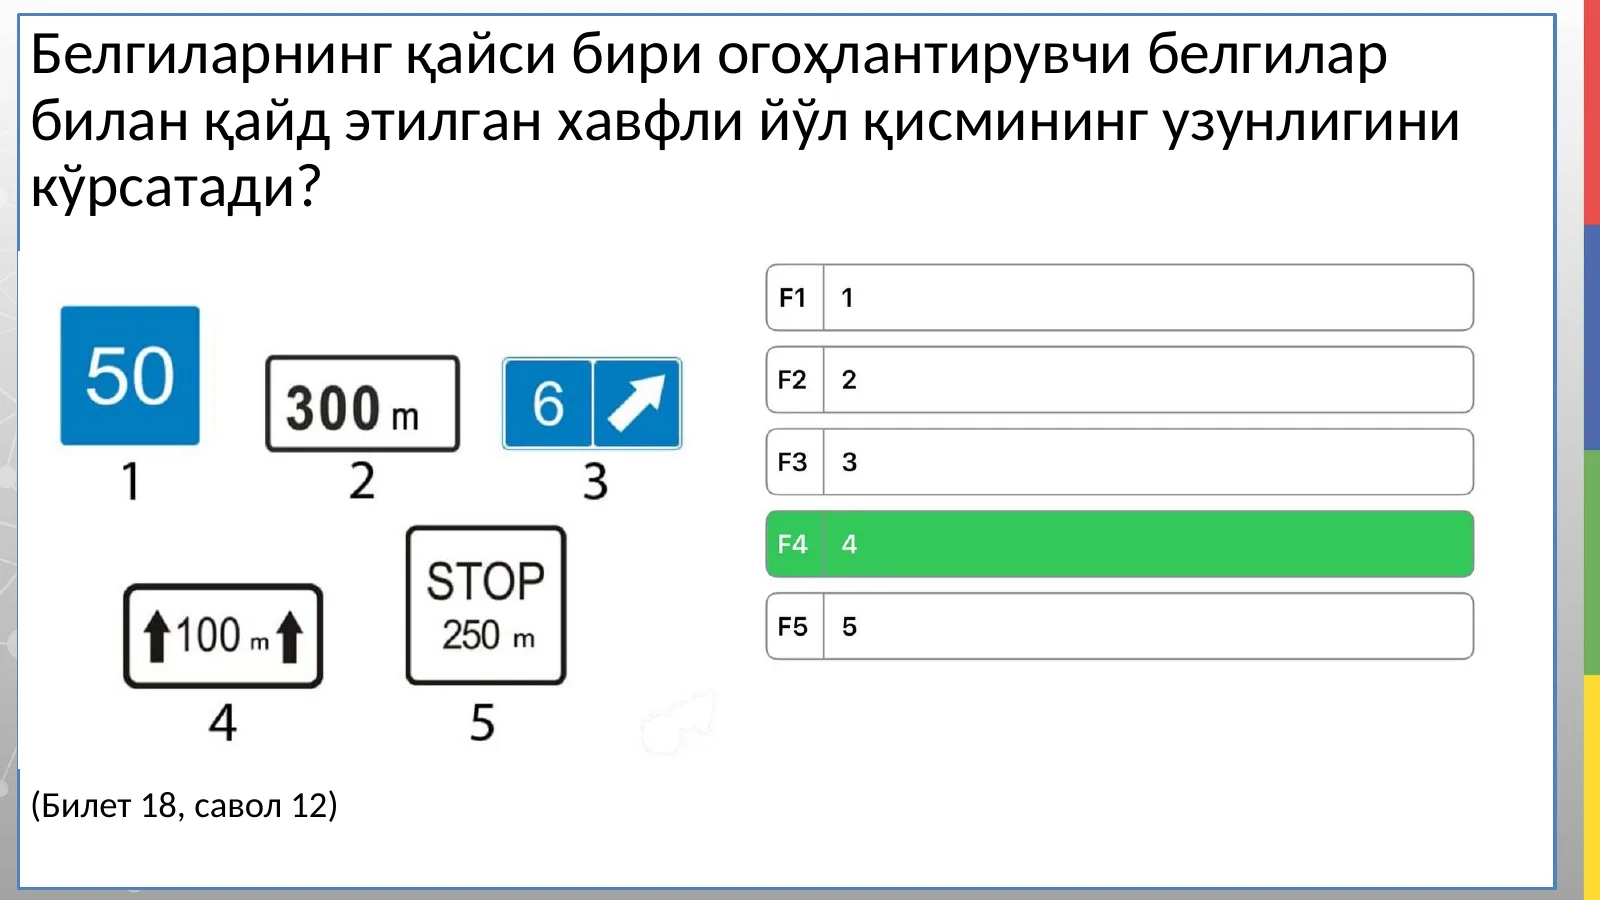 Белгиларнинг қайси бири огоҳлантирувчи белгилар
билан қайд этилган хавфли йўл қисмининг узунлигини
кўрсатади?
50
1
300 m
2
6
3
100 m
4
STOP
250 m
5
F1 1
F2 2
F3 3
F4 4
F5 5
(Билет 18, савол 12)